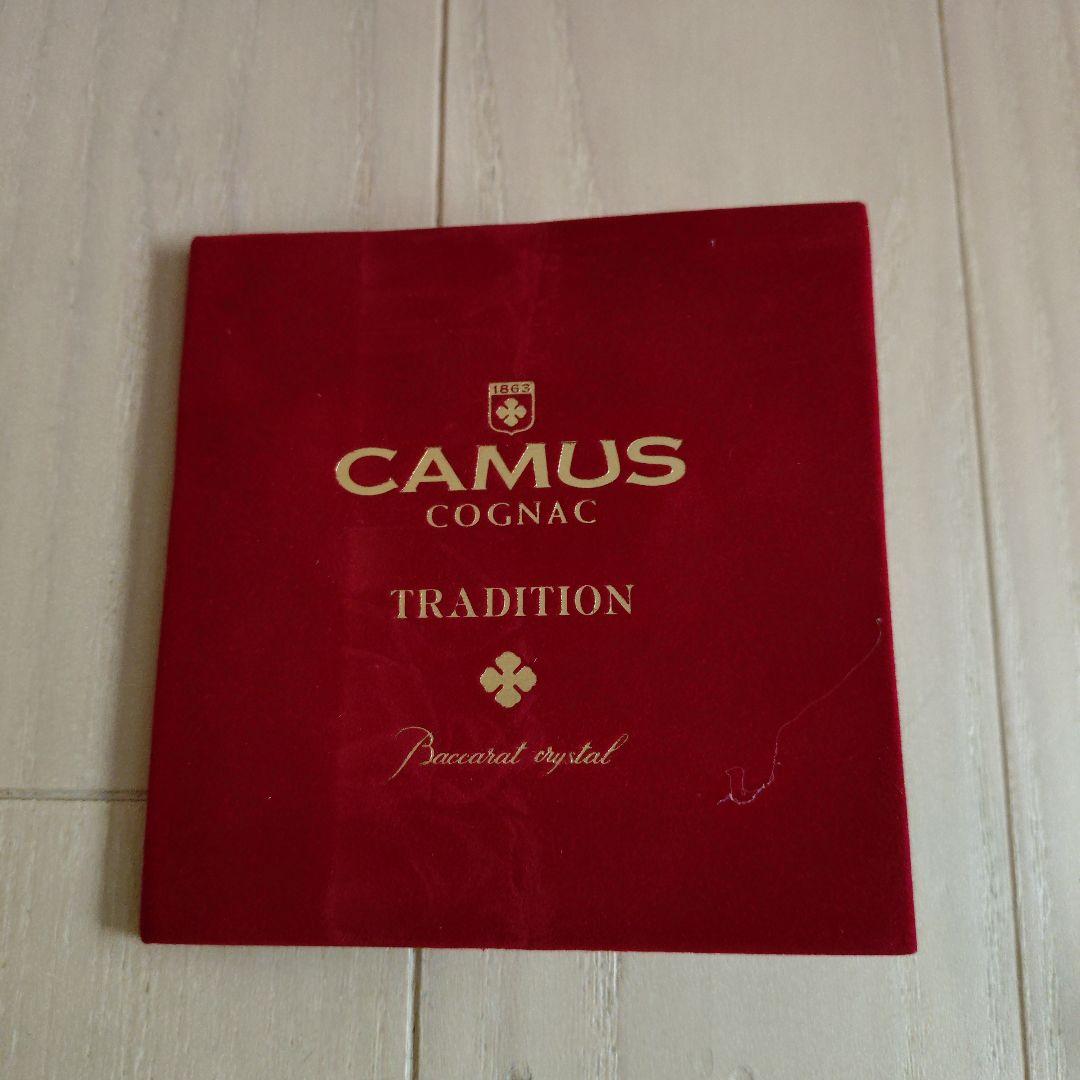 1863
CAMUS
COGNAC
TRADITION
Baccarat crystal